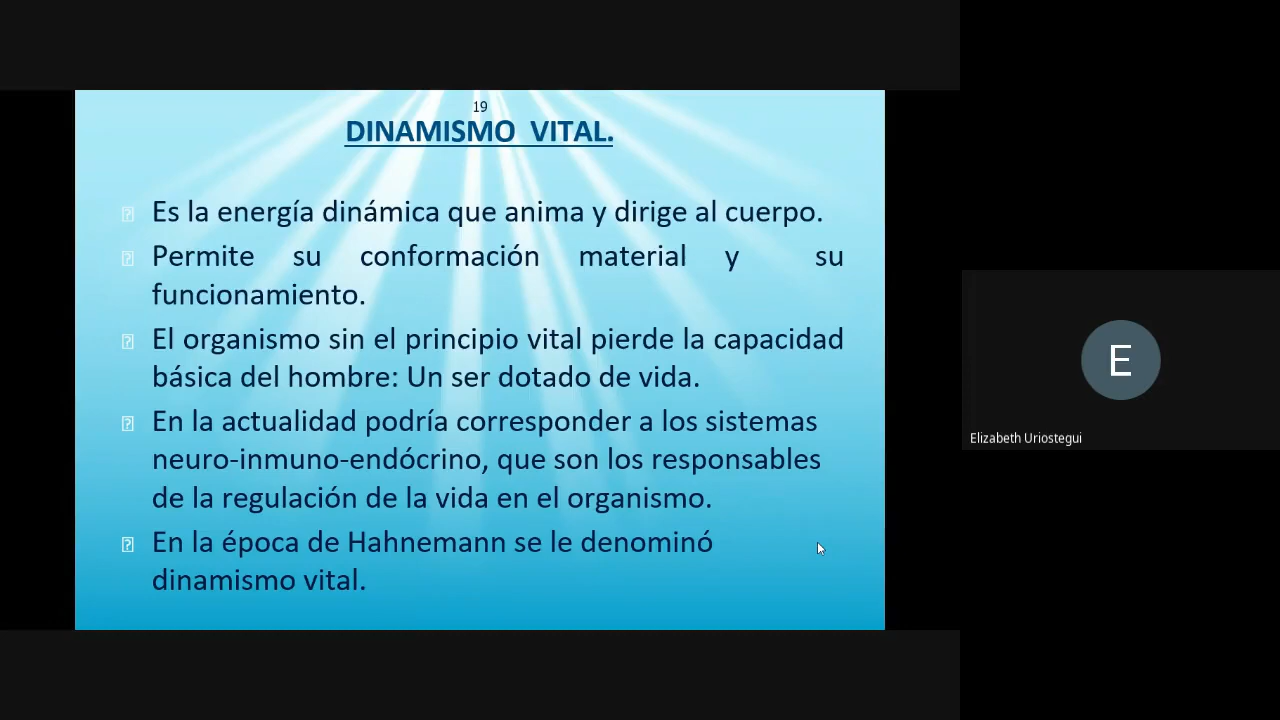 19
DINAMISMO VITAL.
Es la energía dinámica que anima y dirige al cuerpo.
Permite su conformación material y su
funcionamiento.
El organismo sin el principio vital pierde la capacidad
básica del hombre: Un ser dotado de vida.
En la actualidad podría corresponder a los sistemas
neuro-inmuno-endócrino, que son los responsables
de la regulación de la vida en el organismo.
En la época de Hahnemann se le denominó
dinamismo vital.
E
Elizabeth Uriostegui